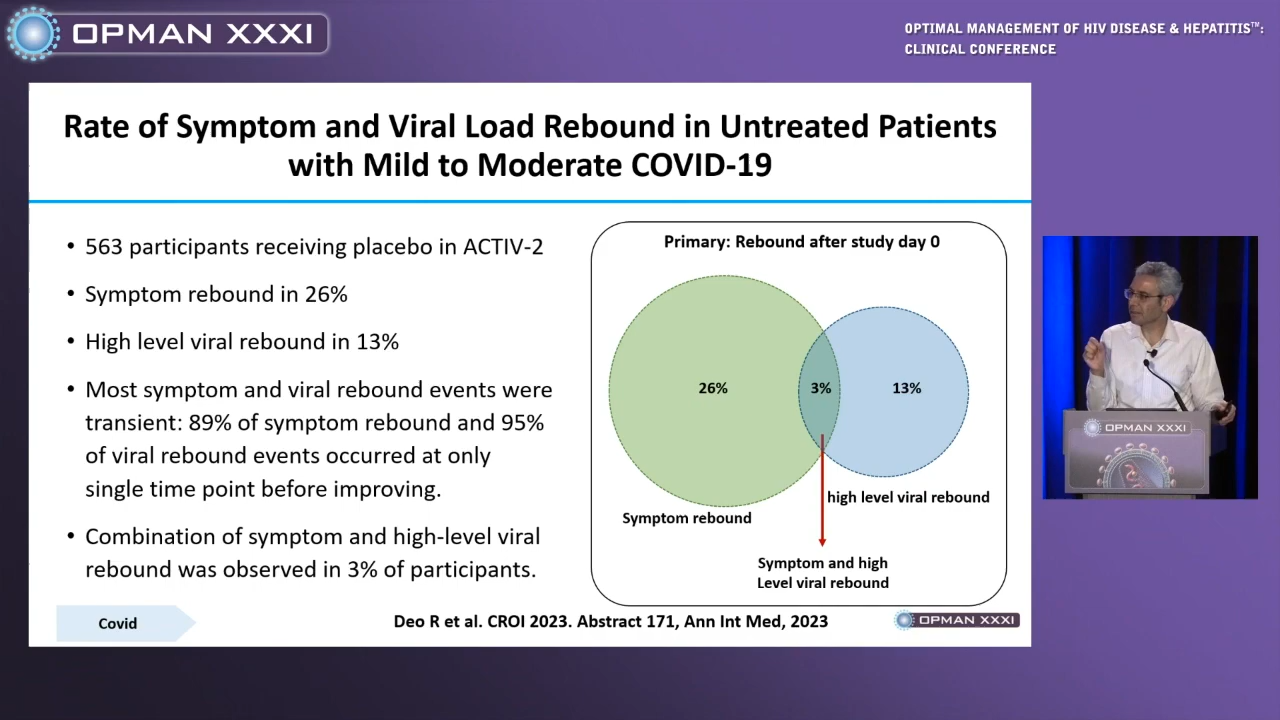 OPMAN XXXI
OPTIMAL MANAGEMENT OF HIV DISEASE & HEPATITIS™:
CLINICAL CONFERENCE
Rate of Symptom and Viral Load Rebound in Untreated Patients
with Mild to Moderate COVID-19
• 563 participants receiving placebo in ACTIV-2
• Symptom rebound in 26%
• High level viral rebound in 13%
• Most symptom and viral rebound events were
transient: 89% of symptom rebound and 95%
of viral rebound events occurred at only
single time point before improving.
• Combination of symptom and high-level viral
rebound was observed in 3% of participants.
Primary: Rebound after study day 0
26%
3%
13%
high level viral rebound
Symptom rebound
Symptom and high
Level viral rebound
Covid
Deo R et al. CROI 2023. Abstract 171, Ann Int Med, 2023
OPMAN XXXI
OPMAN XXXI